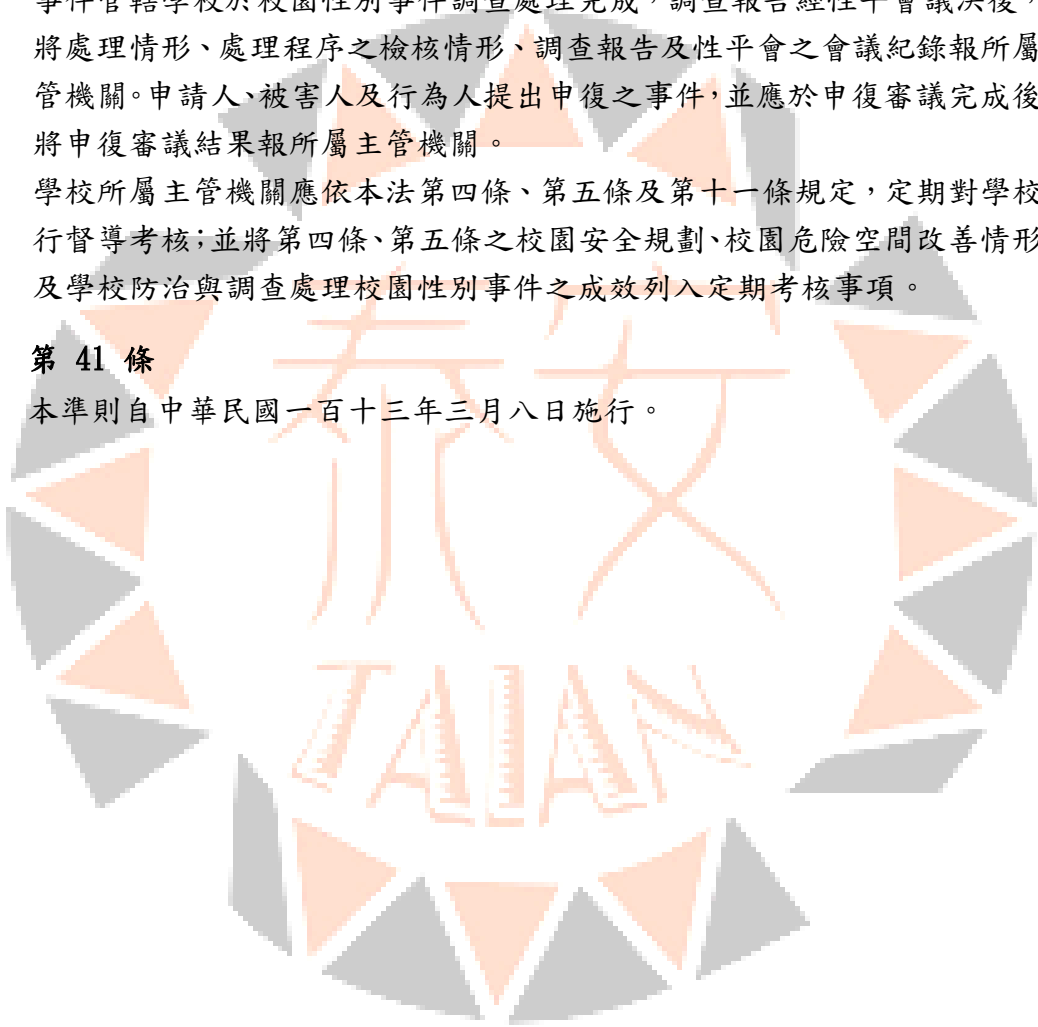 事件管轄學校於校園性別事件調查處理完成，調查報告經性平會議決後，
將處理情形、處理程序之檢核情形、調查報告及性平會之會議紀錄報所屬
管機關。申請人、被害人及行為人提出申復之事件，並應於申復審議完成後
將申復審議結果報所屬主管機關。
學校所屬主管機關應依本法第四條、第五條及第十一條規定，定期對學校
行督導考核；並將第四條、第五條之校園安全規劃、校園危險空間改善情形
及學校防治與調查處理校園性別事件之成效列入定期考核事項。
第 41 條
本準則自中華民國一百十三年三月八日施行。
泰安
TAIAN